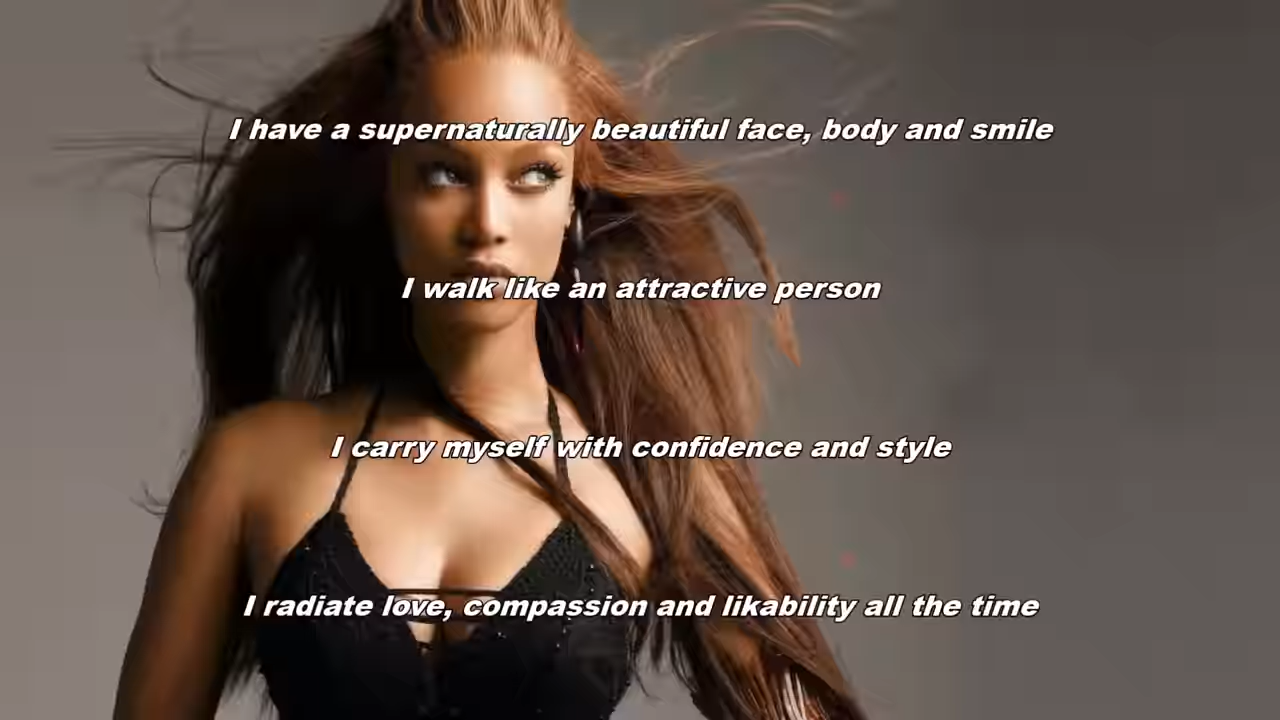 I have a supernaturally beautiful face, body and smile
I walk like an attractive person
I carry myself with confidence and style
I radiate love, compassion and likability all the time